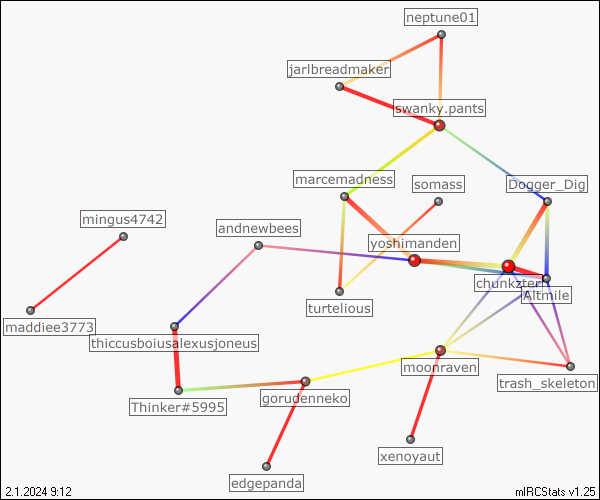 neptune01
jarlbreadmaker
swanky.pants
marcemadness
somass
Dogger_Dig
mingus4742
andnewbees
yoshimanden
chunkzter
Altmile
turtelious
maddiee3773
thiccusboiusalexusjoneus
moonraven
trash_skeleton
gorudenneko
Thinker#5995
xenoyaut
edgepanda
2.1.2024 9:12
mIRCStats v1.25